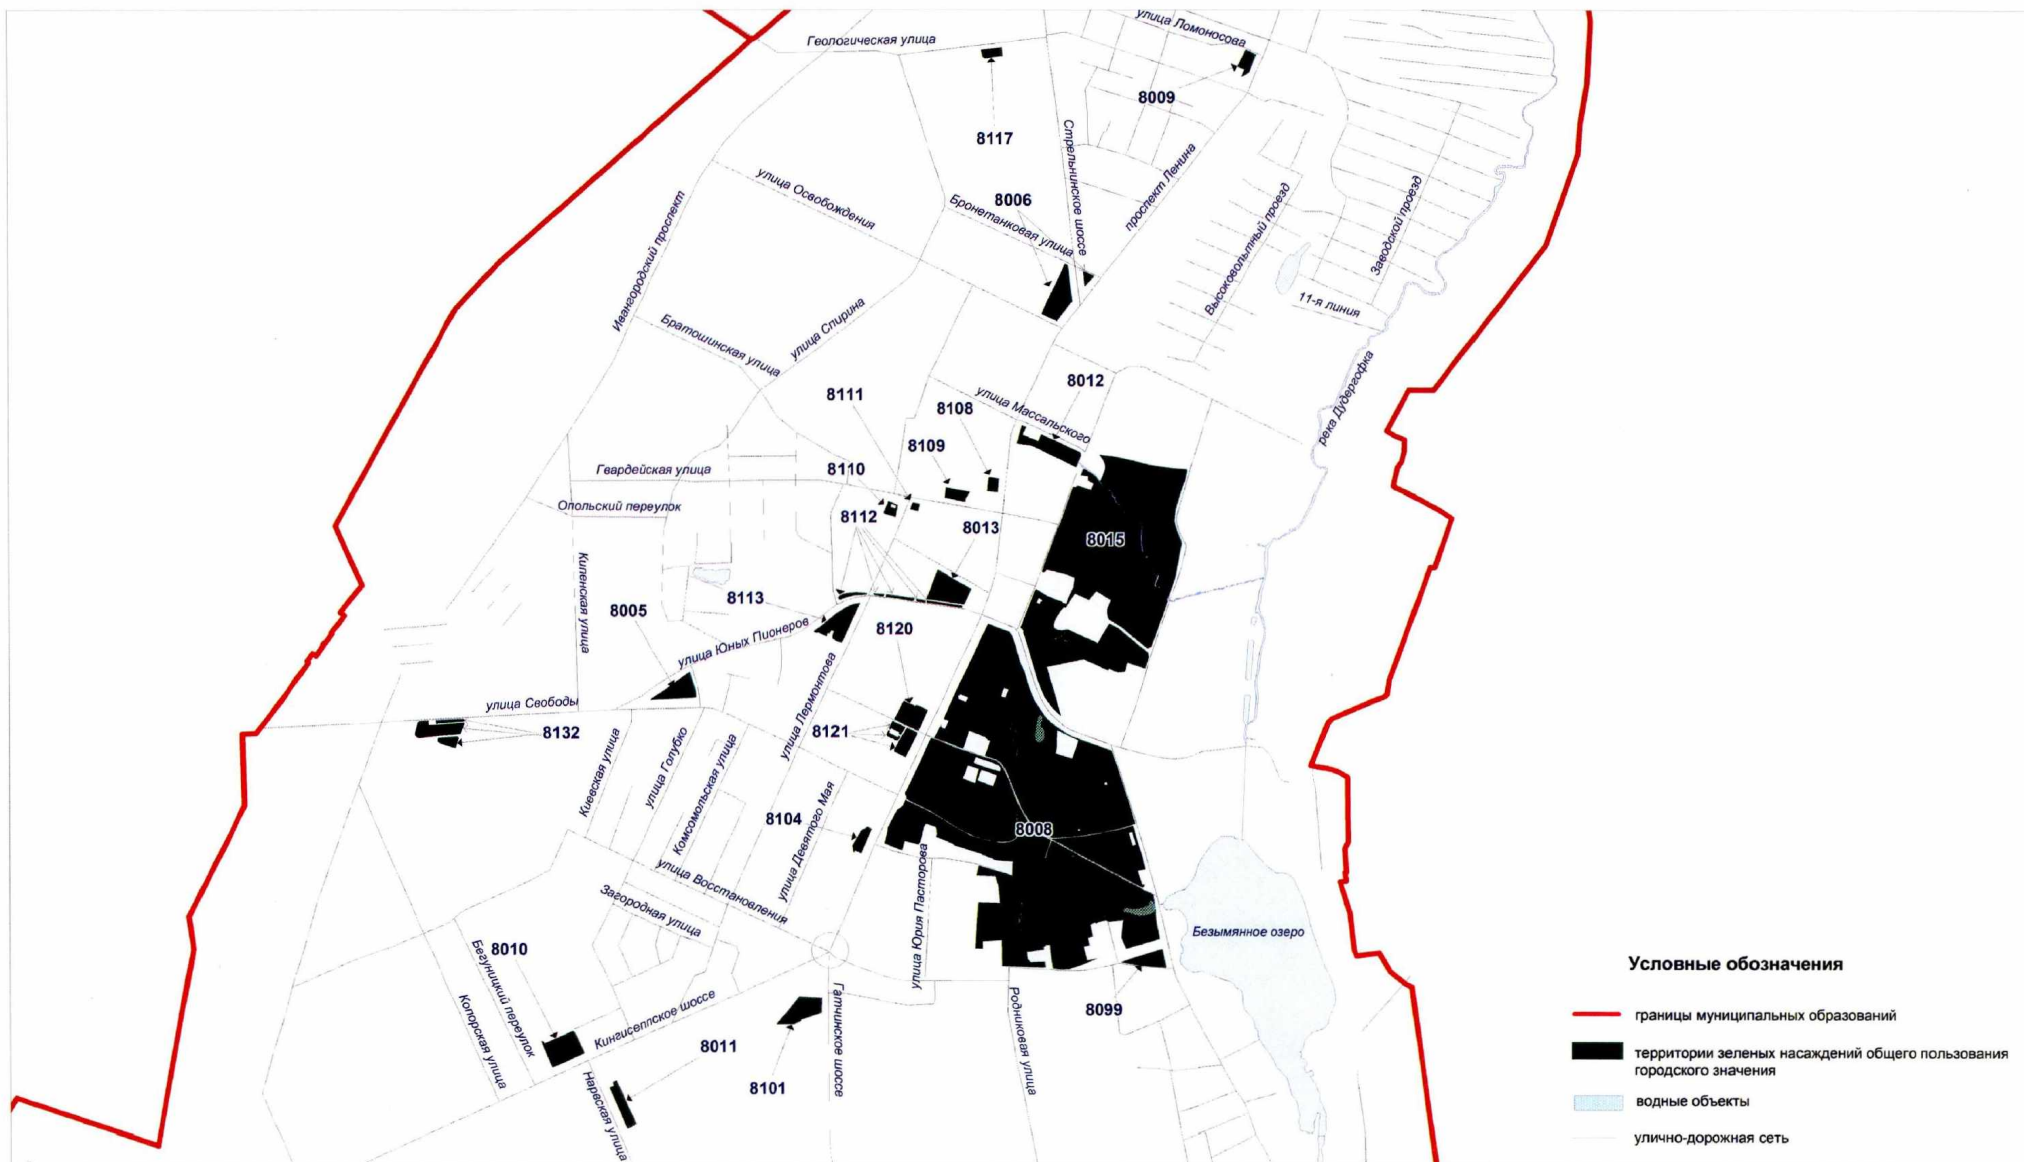 улица Ломоносова
Геологическая улица
8009
8117
Стрельнинское шоссе
проспект Ленина
улица Освобождения
8006
Бронетанковая улица
Ивангородский проспект
Высоковольтный проезд
Заводской проезд
11-я линия
улица Спирина
Братошинская улица
река Дудергофка
8012
8111
8108
улица Массальского
8109
Гвардейская улица
8110
Опольский переулок
8112
8013
8015
Кипенская улица
8113
8005
8120
улица Юных Пионеров
улица Лермонтова
улица Свободы
8132
8121
Киевская улица
улица Голубко
Комсомольская улица
8104
улица Девятого Мая
8008
улица Юрия Пасторова
улица Восстановления
Загородная улица
Безымянное озеро
8010
Бегуницкий переулок
Копорская улица
Кингисеппское шоссе
Гатчинское шоссе
Родниковая улица
8099
8011
8101
Нарвская улица
Условные обозначения
границы муниципальных образований
территории зеленых насаждений общего пользования
городского значения
водные объекты
улично-дорожная сеть